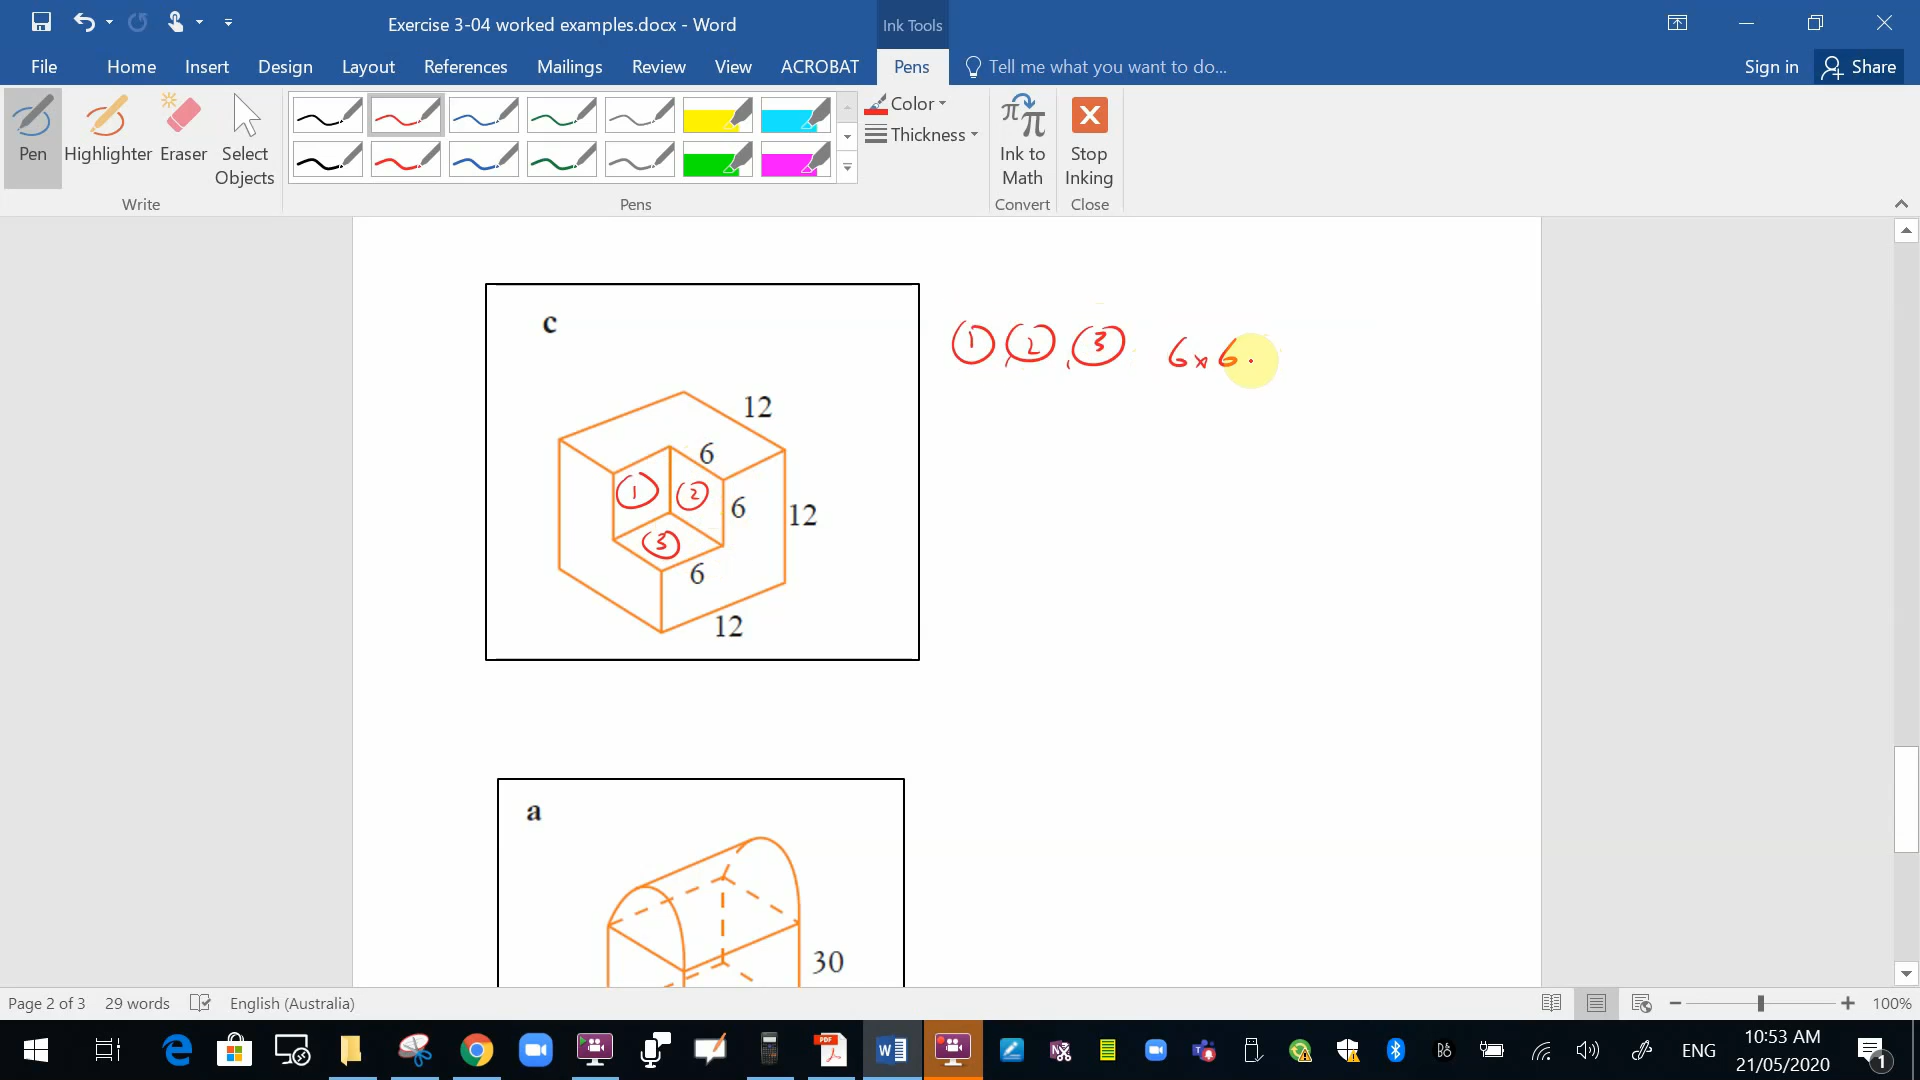 Exercise 3-04 worked examples.docx - Word
Ink Tools
File Home Insert Design Layout References Mailings Review View ACROBAT Pens Tell me what you want to do... Sign in Share
Pen Highlighter Eraser Select Objects
Color
Thickness
Ink to Math
Stop Inking
Write Pens Convert Close
c
1, 2, 3 6 x 6
12
6
1 2
6
12
3
6
12
a
30
Page 2 of 3 29 words English (Australia) 100%
PDF
ENG
10:53 AM
21/05/2020
1